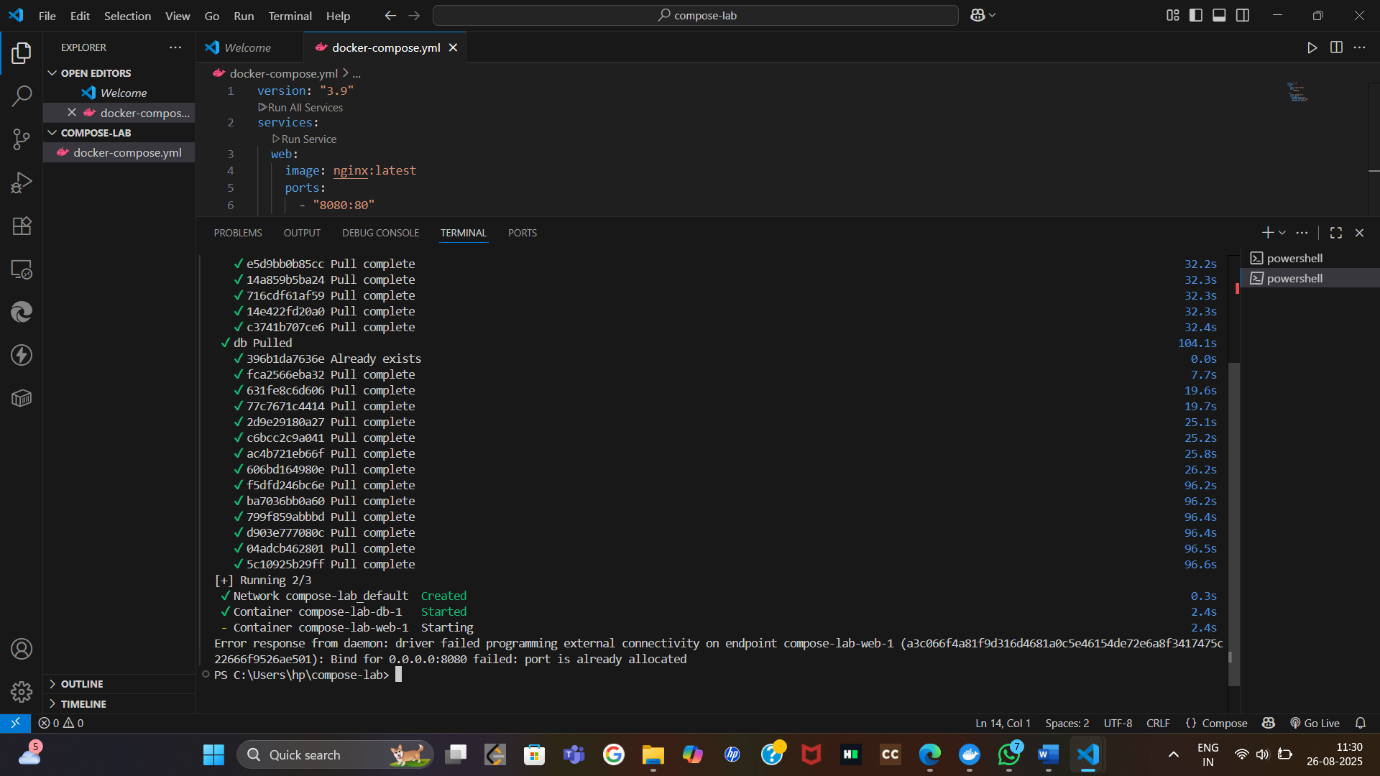 File Edit Selection View Go Run Terminal Help
compose-lab
EXPLORER
OPEN EDITORS
Welcome
docker-compos...
COMPOSE-LAB
docker-compose.yml
OUTLINE
TIMELINE
Welcome
docker-compose.yml
docker-compose.yml > ...
1 version: "3.9"
Run All Services
2 services:
Run Service
3 web:
4 image: nginx:latest
5 ports:
6 - "8080:80"
PROBLEMS OUTPUT DEBUG CONSOLE TERMINAL PORTS
powershell
powershell
✓ e5d9bb0b85cc Pull complete 32.2s
✓ 14a859b5ba24 Pull complete 32.3s
✓ 716cdf61af59 Pull complete 32.3s
✓ 14e422fd20a0 Pull complete 32.3s
✓ c3741b707ce6 Pull complete 32.4s
✓ db Pulled 104.1s
✓ 396b1da7636e Already exists 0.0s
✓ fca2566eba32 Pull complete 7.7s
✓ 631fe8c6d606 Pull complete 19.6s
✓ 77c7671c4414 Pull complete 19.7s
✓ 2d9e29180a27 Pull complete 25.1s
✓ c6bcc2c9a041 Pull complete 25.2s
✓ ac4b721eb66f Pull complete 25.8s
✓ 606bd164980e Pull complete 26.2s
✓ f5dfd246bc6e Pull complete 96.2s
✓ ba7036bb0a60 Pull complete 96.2s
✓ 799f859abbbd Pull complete 96.4s
✓ d903e777080c Pull complete 96.4s
✓ 04adcb462801 Pull complete 96.5s
✓ 5c10925b29ff Pull complete 96.6s
[+] Running 2/3
✓ Network compose-lab_default Created 0.3s
✓ Container compose-lab-db-1 Started 2.4s
- Container compose-lab-web-1 Starting 2.4s
Error response from daemon: driver failed programming external connectivity on endpoint compose-lab-web-1 (a3c066f4a81f9d316d4681a0c5e46154de72e6a8f3417475c
22666f9526ae501): Bind for 0.0.0.0:8080 failed: port is already allocated
PS C:\Users\hp\compose-lab>
0 0 Ln 14, Col 1 Spaces: 2 UTF-8 CRLF {} Compose Go Live
5 Quick search CC 7 ENG 11:30
IN 26-08-2025